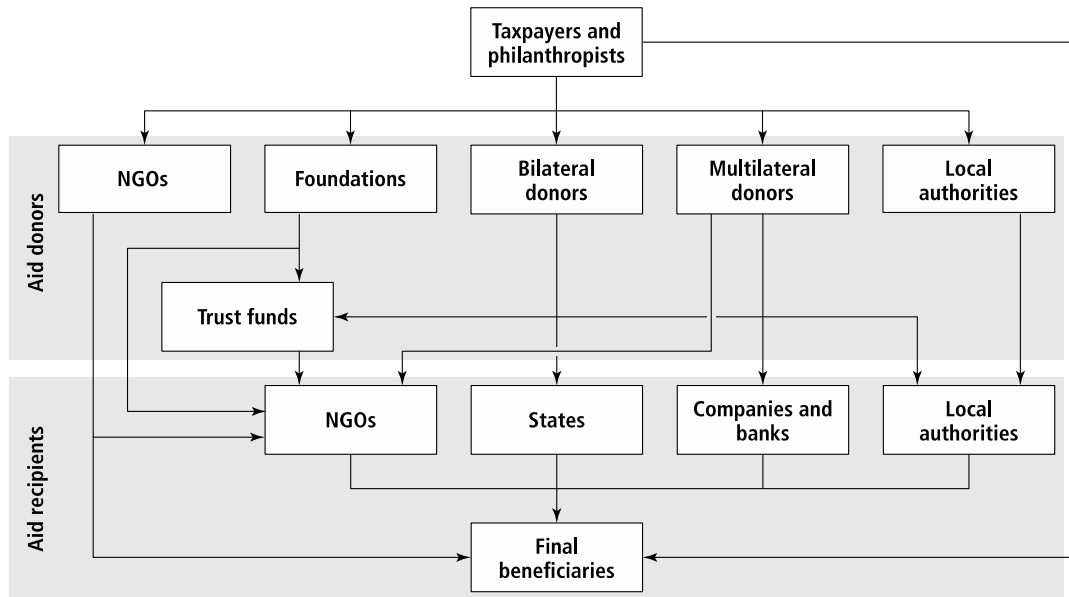 Taxpayers and
philanthropists
Aid donors
NGOs
Foundations
Bilateral
donors
Multilateral
donors
Local
authorities
Trust funds
Aid recipients
NGOs
States
Companies and
banks
Local
authorities
Final
beneficiaries